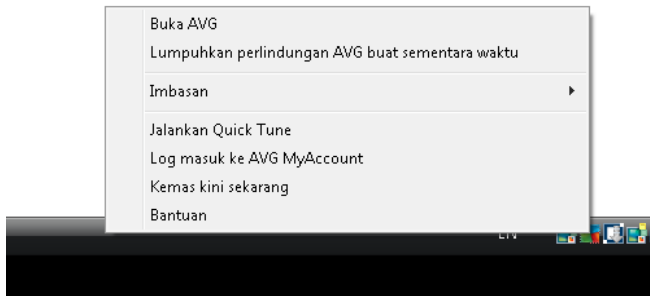 Buka AVG
Lumpuhkan perlindungan AVG buat sementara waktu
Imbasan
Jalankan Quick Tune
Log masuk ke AVG MyAccount
Kemas kini sekarang
Bantuan
EN